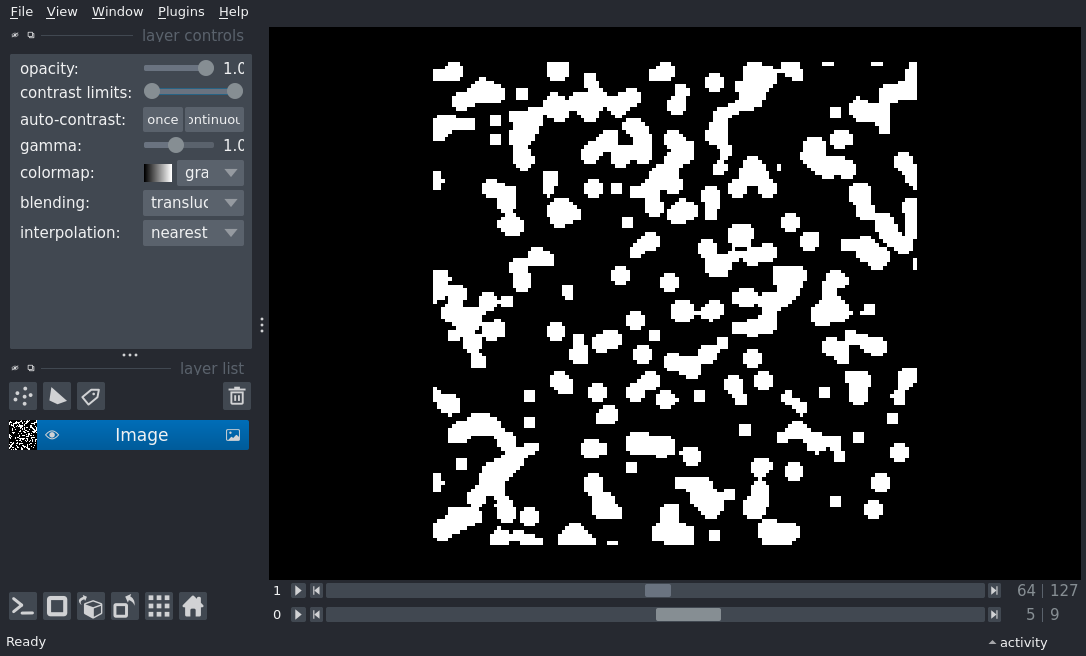 File View Window Plugins Help
layer controls
opacity: 1.0
contrast limits:
auto-contrast: once ontinuou
gamma: 1.0
colormap: gra
blending: transluc
interpolation: nearest
layer list
Image
1 64 | 127
0 5 | 9
Ready activity